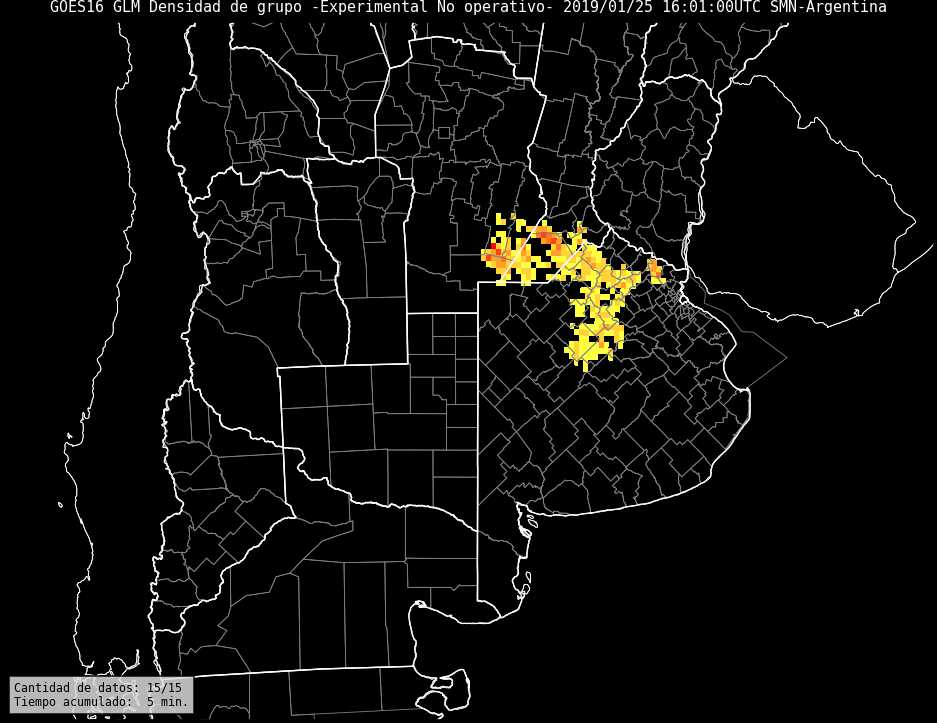 GOES16 GLM Densidad de grupo -Experimental No operativo- 2019/01/25 16:01:00UTC SMN-Argentina
Cantidad de datos: 15/15
Tiempo acumulado:  5 min.